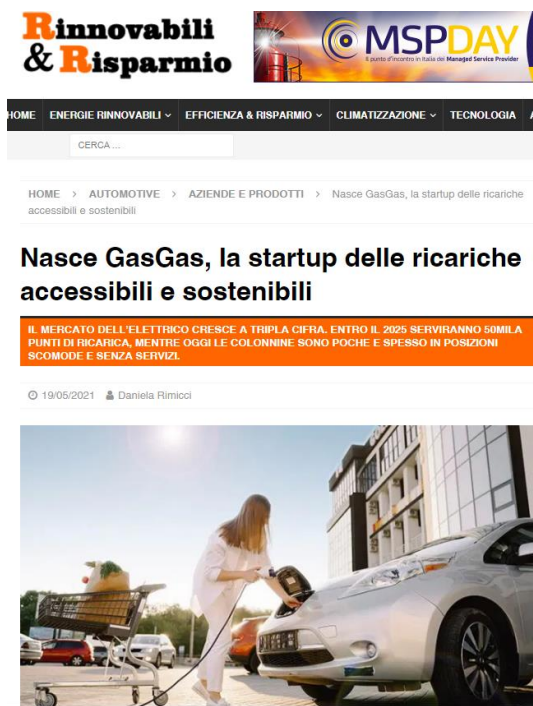 Rinnovabili
& Risparmio
MSPDAY
Il punto d'incontro in Italia dei Managed Service Provider
HOME ENERGIE RINNOVABILI EFFICIENZA & RISPARMIO CLIMATIZZAZIONE TECNOLOGIA A
CERCA ...
HOME > AUTOMOTIVE > AZIENDE E PRODOTTI > Nasce GasGas, la startup delle ricariche
accessibili e sostenibili
Nasce GasGas, la startup delle ricariche
accessibili e sostenibili
IL MERCATO DELL'ELETTRICO CRESCE A TRIPLA CIFRA. ENTRO IL 2025 SERVIRANNO 50MILA
PUNTI DI RICARICA, MENTRE OGGI LE COLONNINE SONO POCHE E SPESSO IN POSIZIONI
SCOMODE E SENZA SERVIZI.
19/05/2021 Daniela Rimicci